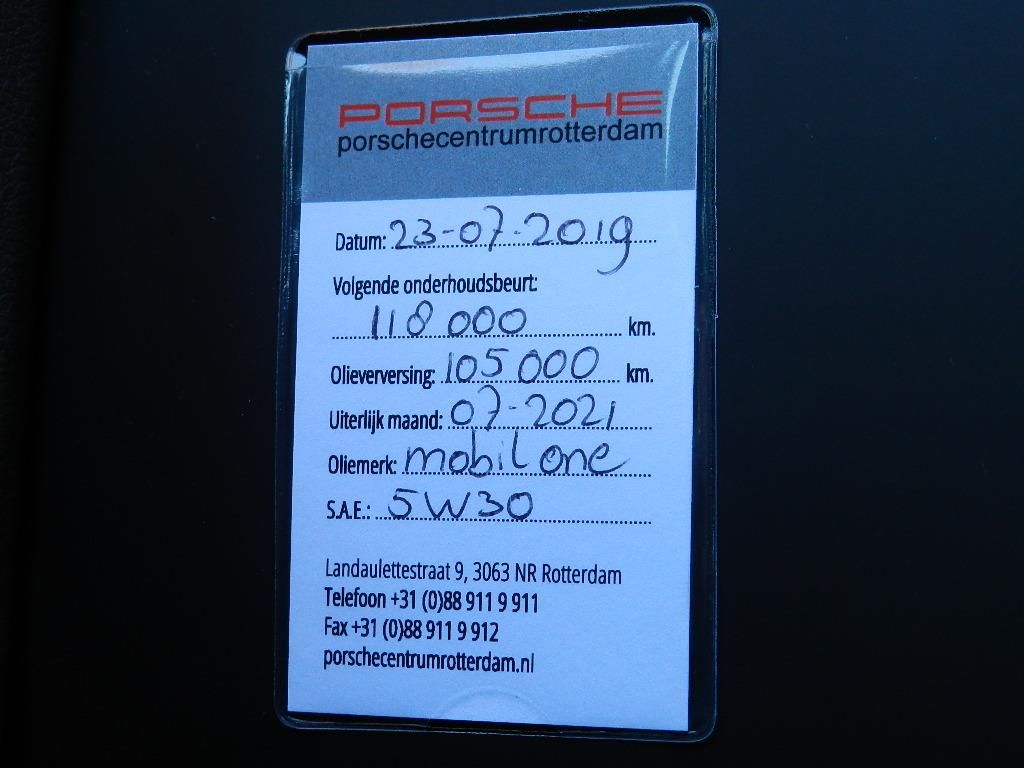 PORSCHE
porschecentrumrotterdam
Datum: 23-07-2019
Volgende onderhoudsbeurt:
118 000 km.
Olieverversing: 105 000 km.
Uiterlijk maand: 07-2021
Oliemerk: mobil one
S.A.E.: 5W30
Landaulettestraat 9, 3063 NR Rotterdam
Telefoon +31 (0)88 911 9 911
Fax +31 (0)88 911 9 912
porschecentrumrotterdam.nl